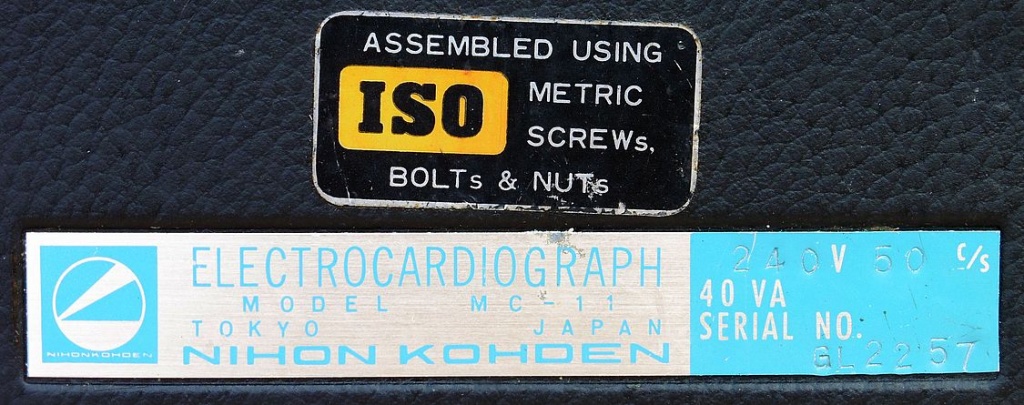 ASSEMBLED USING
ISO METRIC
SCREWs,
BOLTs & NUTs
NIHONKOHDEN
ELECTROCARDIOGRAPH
MODEL MC-11
TOKYO JAPAN
NIHON KOHDEN
240V 50 c/s
40 VA
SERIAL NO.
GL2257